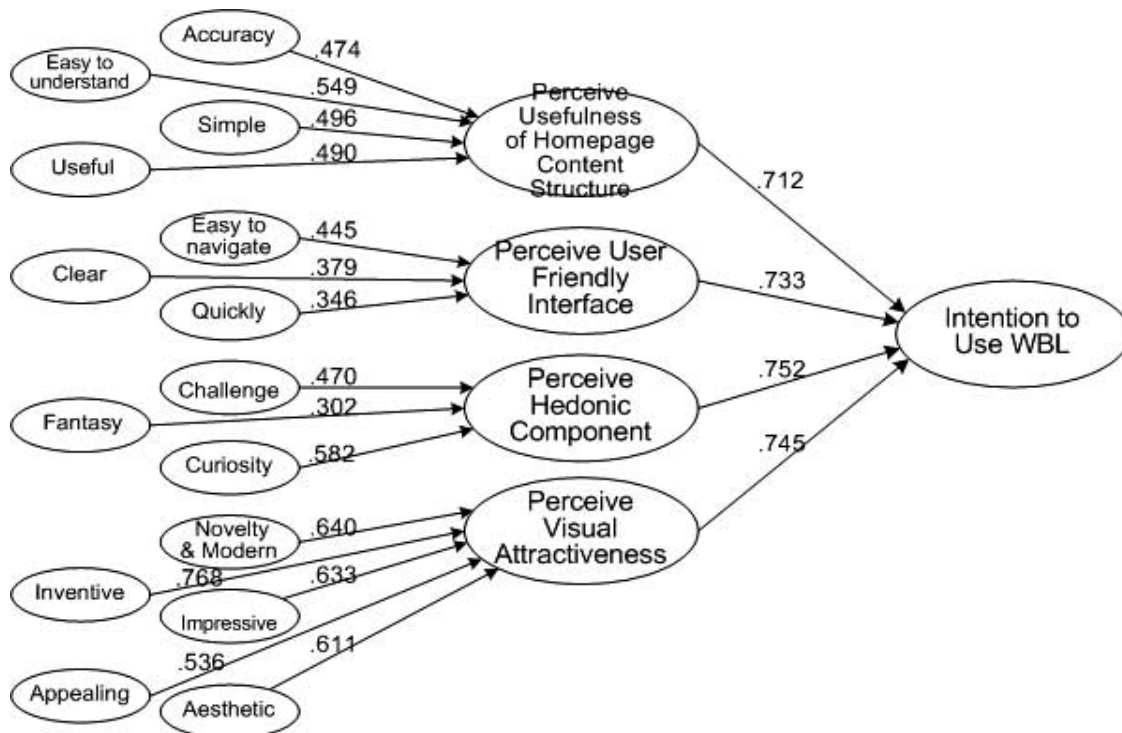 Accuracy
.474
Easy to
understand
.549
Simple
.496
Useful
.490
Perceive
Usefulness
of Homepage
Content
Structure
.712
Easy to
navigate
.445
Clear
.379
Quickly
.346
Perceive User
Friendly
Interface
.733
Intention to
Use WBL
Challenge
.470
Fantasy
.302
Curiosity
.582
Perceive
Hedonic
Component
.752
Novelty
& Modern
.640
Inventive
.768
Impressive
.633
Appealing
.536
Aesthetic
.611
Perceive
Visual
Attractiveness
.745